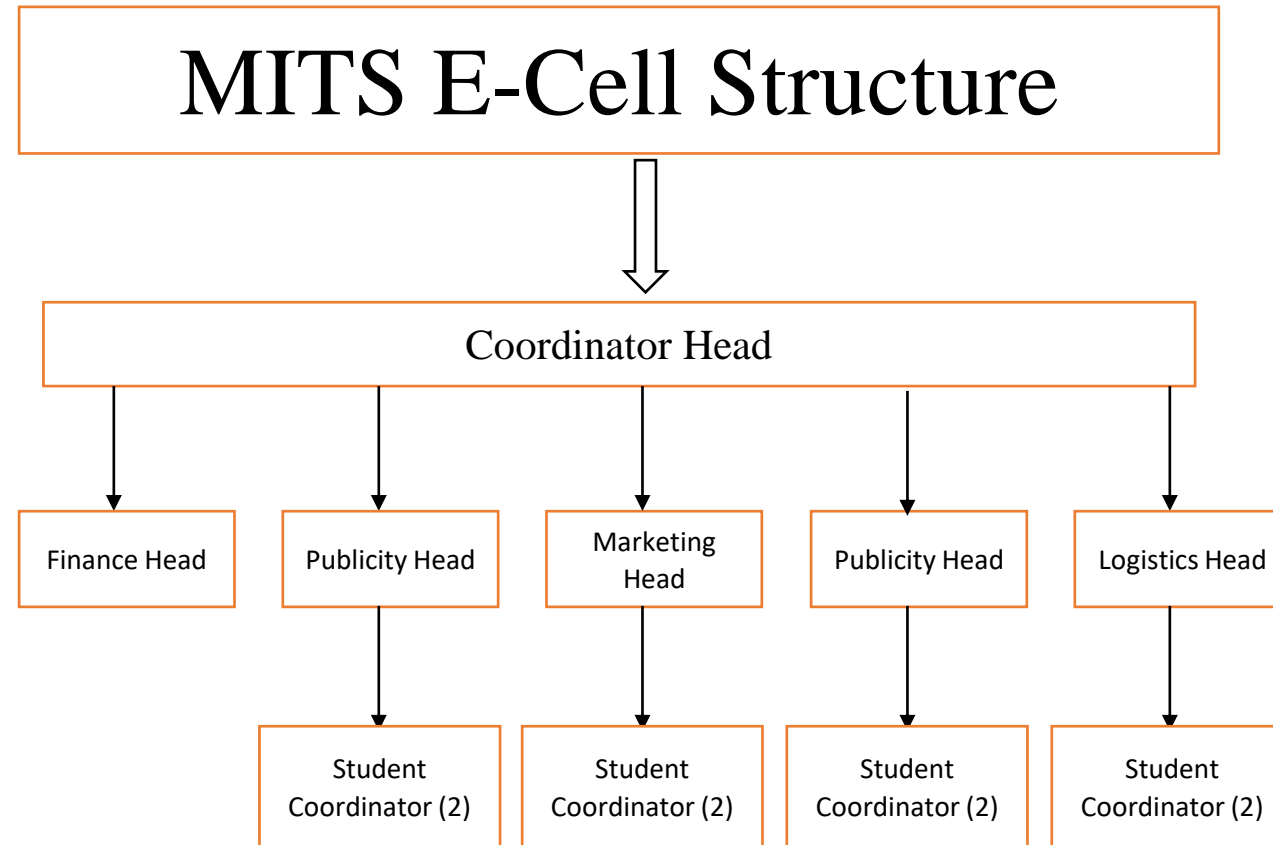 MITS E-Cell Structure
Coordinator Head
Finance Head
Publicity Head
Marketing
Head
Publicity Head
Logistics Head
Student
Coordinator (2)
Student
Coordinator (2)
Student
Coordinator (2)
Student
Coordinator (2)